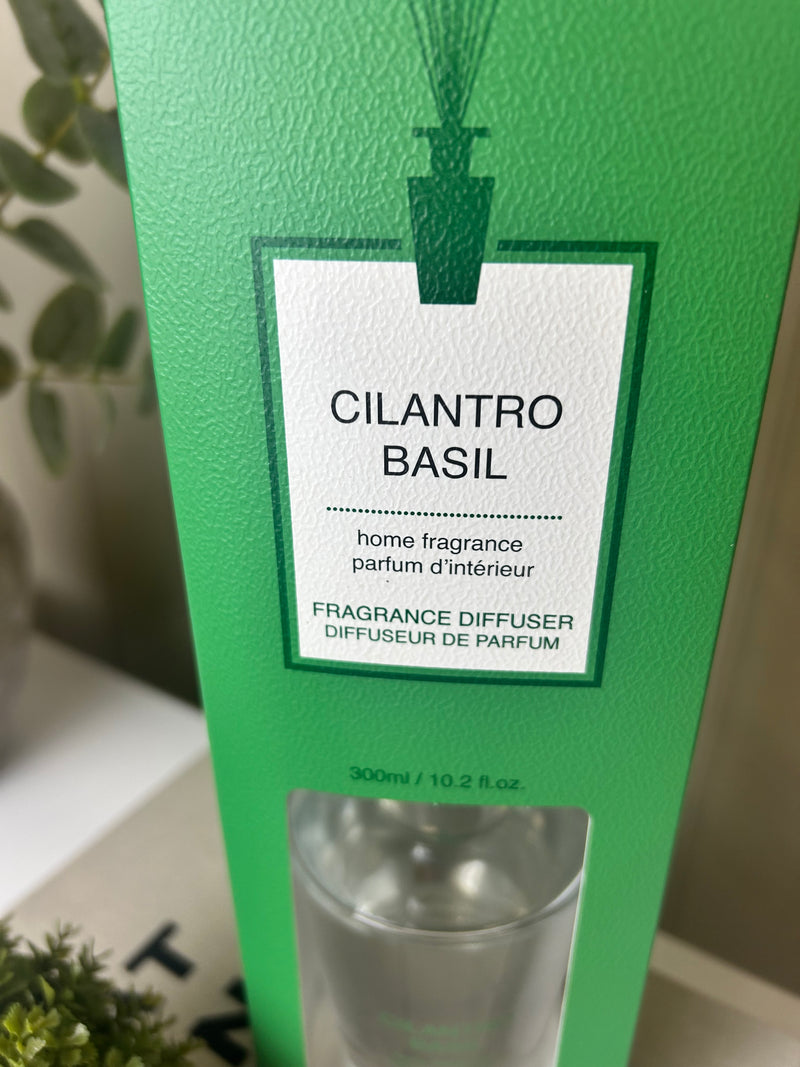 CILANTRO
BASIL
home fragrance
parfum d'intérieur
FRAGRANCE DIFFUSER
DIFFUSEUR DE PARFUM
300ml / 10.2 fl.oz.